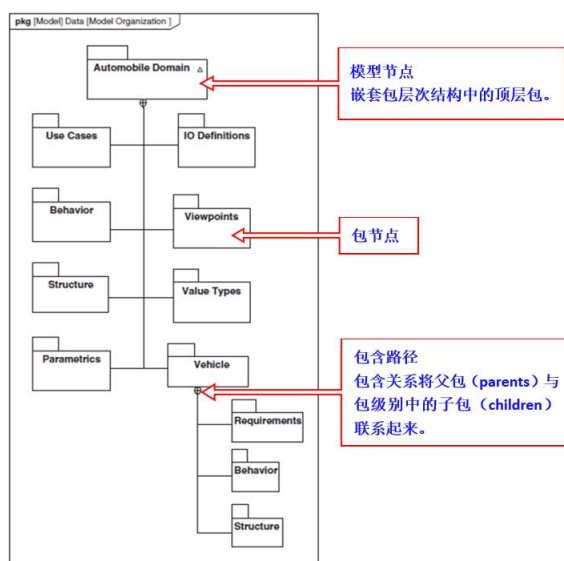 pkg [Model] Data [Model Organization ]
Automobile Domain
模型节点
嵌套包层次结构中的顶层包。
Use Cases
IO Definitions
Behavior
Viewpoints
包节点
Structure
Value Types
Parametrics
Vehicle
包含路径
包含关系将父包（parents）与
包级别中的子包（children）
联系起来。
Requirements
Behavior
Structure